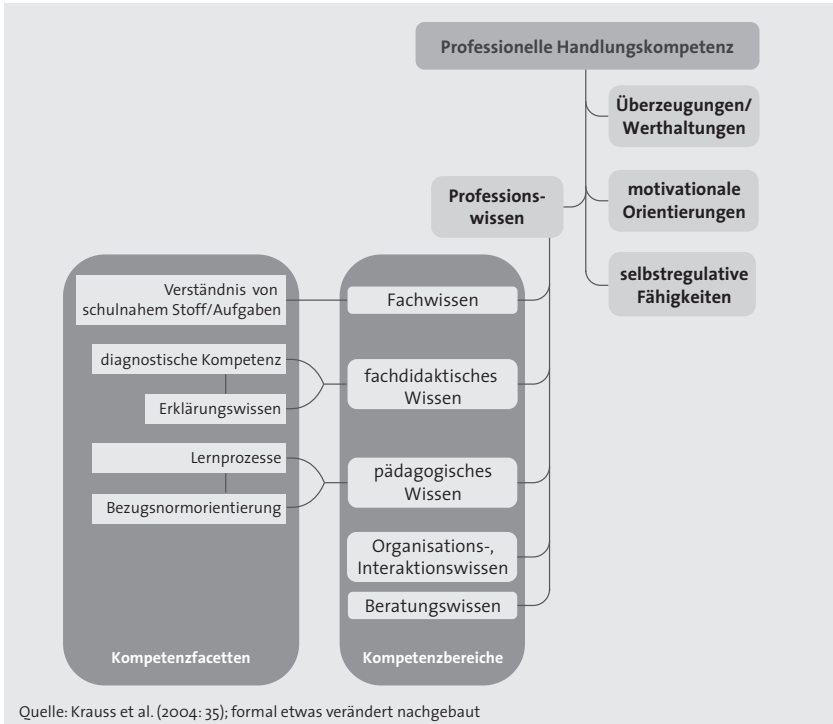 Professionelle Handlungskompetenz
Überzeugungen/
Werthaltungen
motivationale
Orientierungen
selbstregulative
Fähigkeiten
Professions-
wissen
Verständnis von
schulnahem Stoff/Aufgaben
Fachwissen
diagnostische Kompetenz
Erklärungswissen
fachdidaktisches
Wissen
Lernprozesse
Bezugsnormorientierung
pädagogisches
Wissen
Organisations-,
Interaktionswissen
Beratungswissen
Kompetenzfacetten
Kompetenzbereiche
Quelle: Krauss et al. (2004: 35); formal etwas verändert nachgebaut